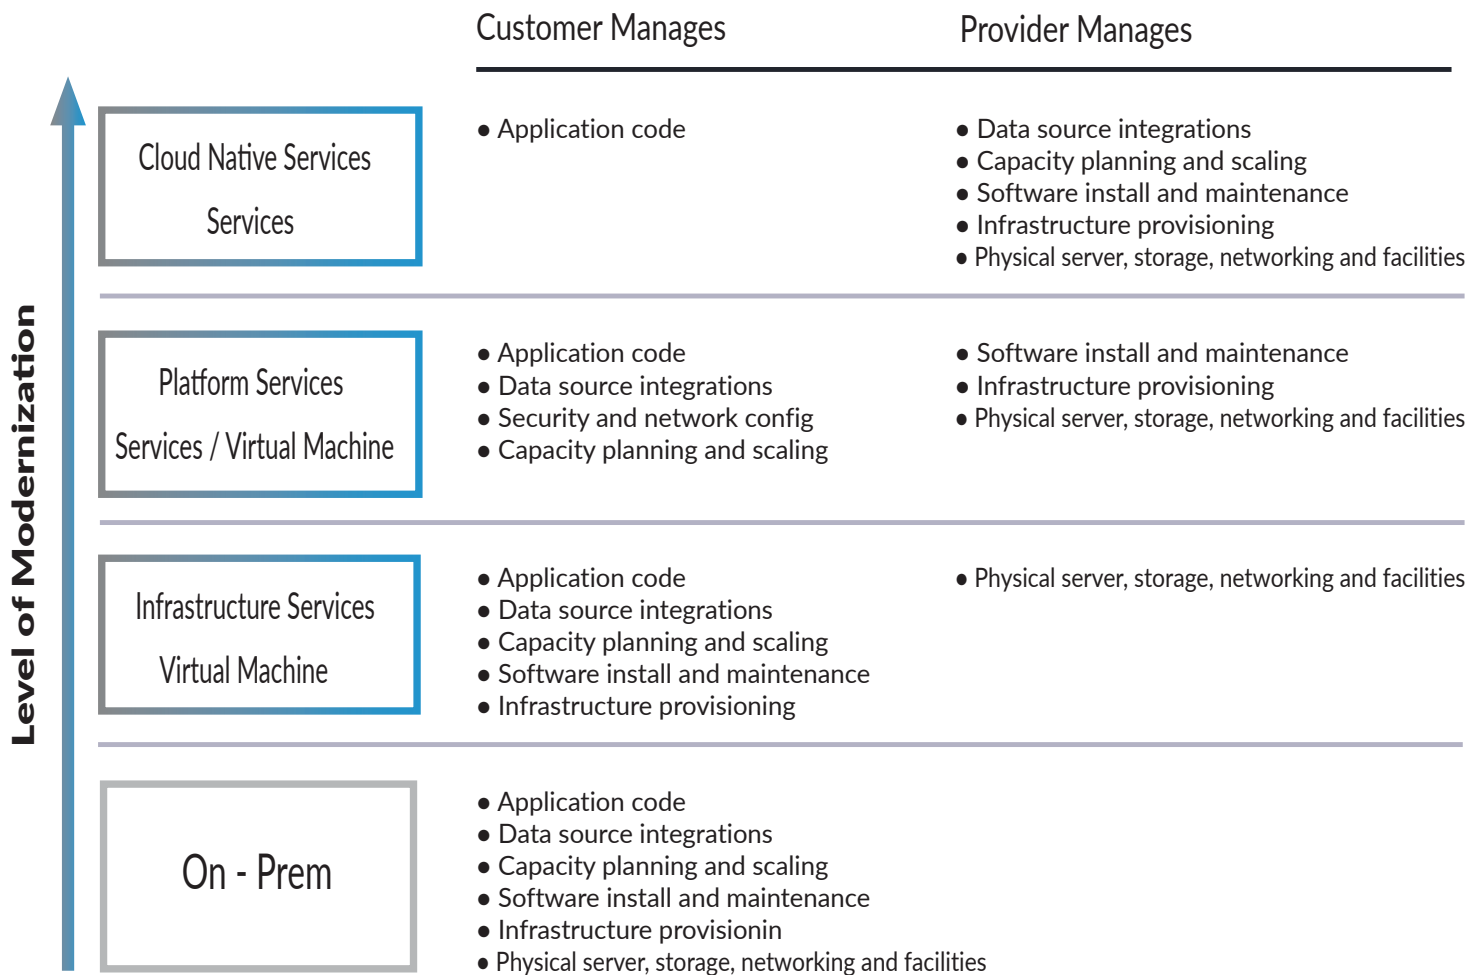 Customer Manages
Provider Manages
Level of Modernization
Cloud Native Services
Services
● Application code
● Data source integrations
● Capacity planning and scaling
● Software install and maintenance
● Infrastructure provisioning
● Physical server, storage, networking and facilities
Platform Services
Services / Virtual Machine
● Application code
● Data source integrations
● Security and network config
● Capacity planning and scaling
● Software install and maintenance
● Infrastructure provisioning
● Physical server, storage, networking and facilities
Infrastructure Services
Virtual Machine
● Application code
● Data source integrations
● Capacity planning and scaling
● Software install and maintenance
● Infrastructure provisioning
● Physical server, storage, networking and facilities
On - Prem
● Application code
● Data source integrations
● Capacity planning and scaling
● Software install and maintenance
● Infrastructure provisionin
● Physical server, storage, networking and facilities